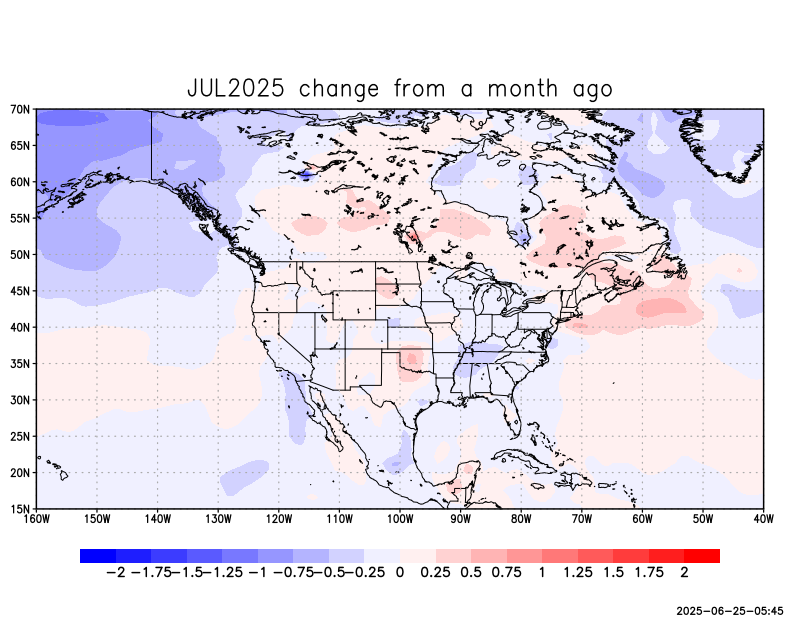 JUL2025 change from a month ago
70N
65N
60N
55N
50N
45N
40N
35N
30N
25N
20N
15N
160W 150W 140W 130W 120W 110W 100W 90W 80W 70W 60W 50W 40W
−2 −1.75 −1.5 −1.25 −1 −0.75 −0.5 −0.25 0 0.25 0.5 0.75 1 1.25 1.5 1.75 2
2025−06−25−05:45